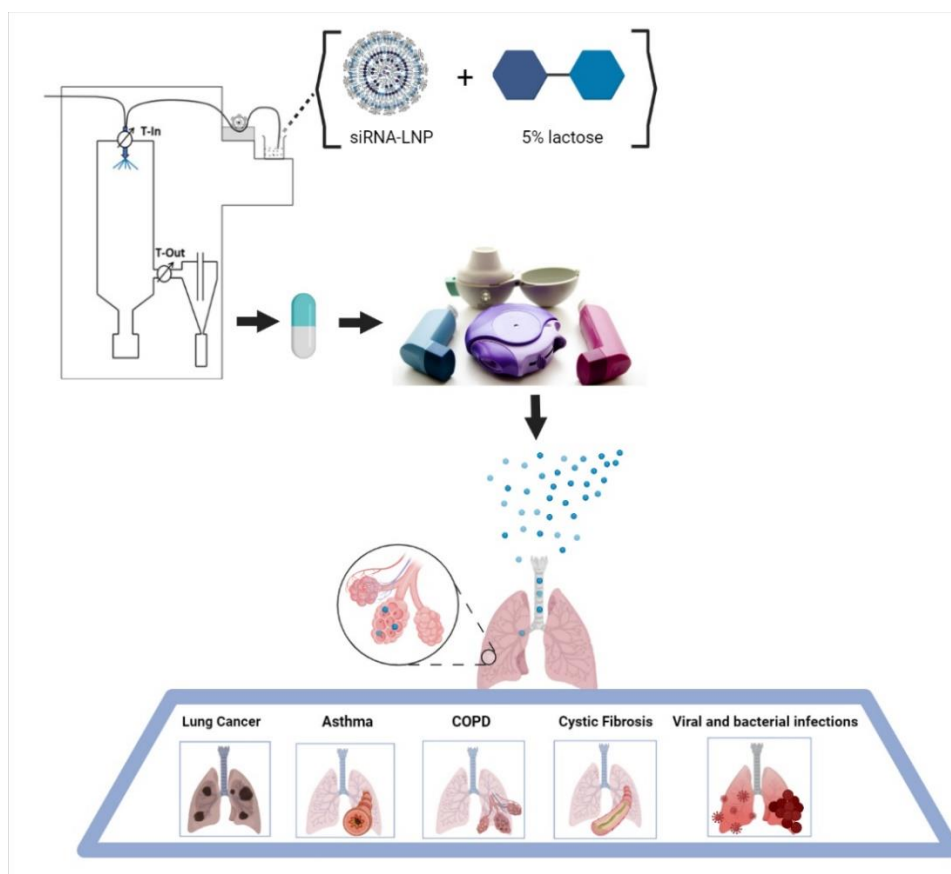 siRNA-LNP
+
5% lactose
T-In
T-Out
Lung Cancer
Asthma
COPD
Cystic Fibrosis
Viral and bacterial infections